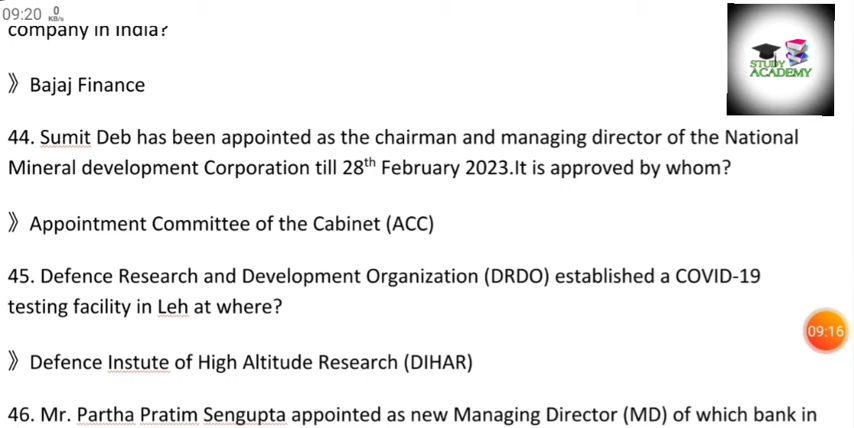 09:20 0 KB/s
company in India?
STUDY
ACADEMY
》 Bajaj Finance
44. Sumit Deb has been appointed as the chairman and managing director of the National
Mineral development Corporation till 28th February 2023.It is approved by whom?
》 Appointment Committee of the Cabinet (ACC)
45. Defence Research and Development Organization (DRDO) established a COVID-19
testing facility in Leh at where?
09:16
》 Defence Instute of High Altitude Research (DIHAR)
46. Mr. Partha Pratim Sengupta appointed as new Managing Director (MD) of which bank in